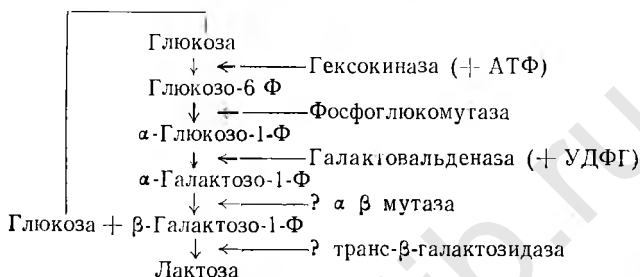 Глюкоза
↓ ← Гексокиназа (+ АТФ)
Глюкозо-6 Ф
↓ ← Фосфоглюкомутаза
α-Глюкозо-1-Ф
↓ ← Галактовальденаза (+ УДФГ)
α-Галактозо-1-Ф
↓ ← ? α β мутаза
Глюкоза + β-Галактозо-1-Ф
↓ ← ? транс-β-галактозидаза
Лактоза